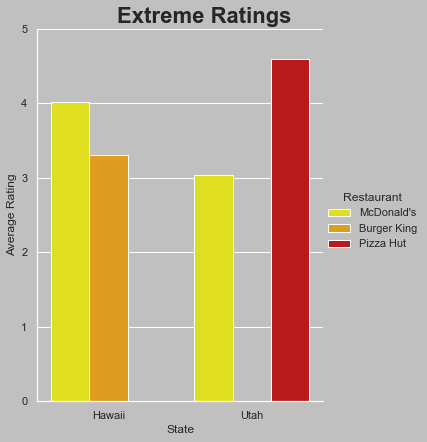 Extreme Ratings
5
4
3
2
1
0
Average Rating
Hawaii
Utah
State
Restaurant
McDonald's
Burger King
Pizza Hut